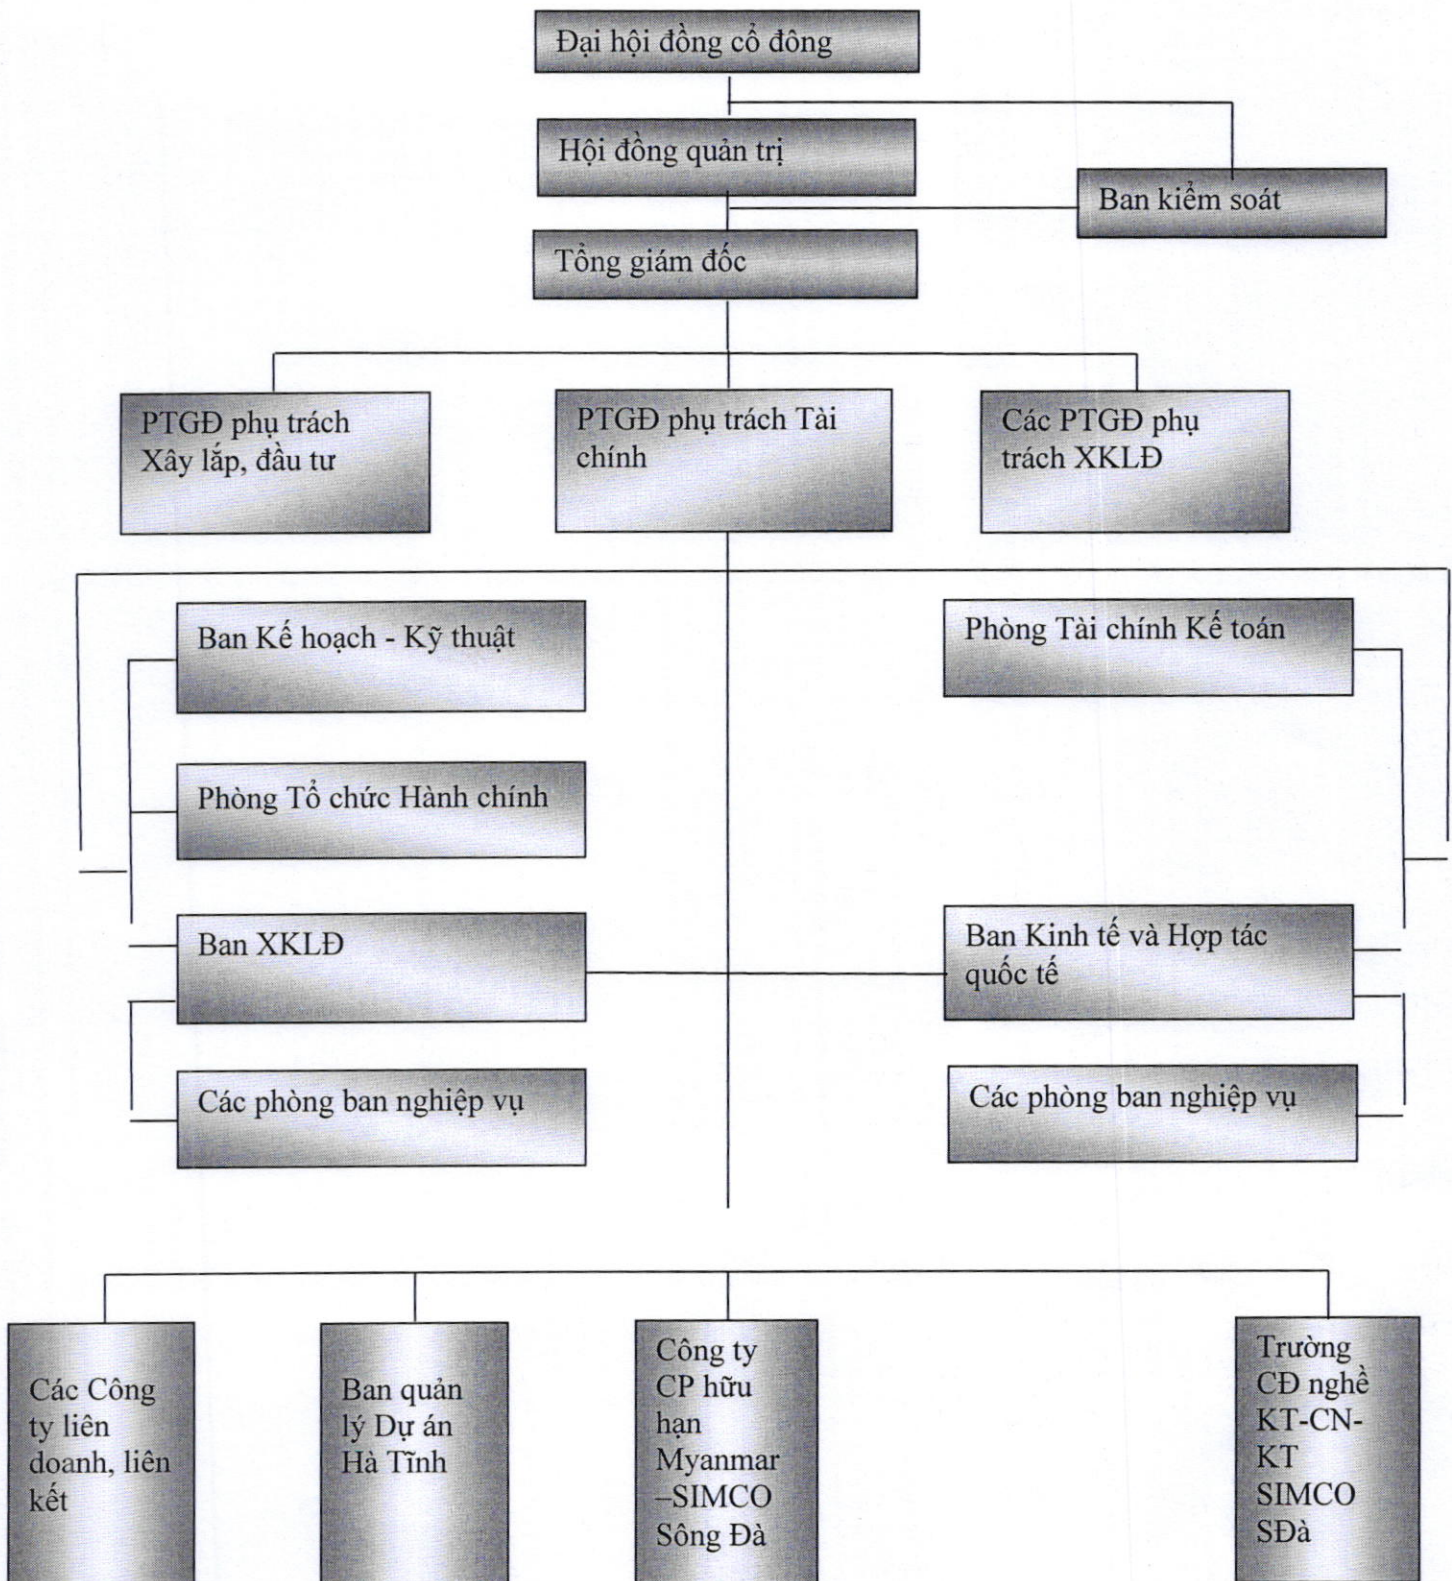 Đại hội đồng cổ đông
Hội đồng quản trị
Ban kiểm soát
Tổng giám đốc
PTGĐ phụ trách
Xây lắp, đầu tư
PTGĐ phụ trách Tài
chính
Các PTGĐ phụ
trách XKLĐ
Ban Kế hoạch - Kỹ thuật
Phòng Tài chính Kế toán
Phòng Tổ chức Hành chính
Ban XKLĐ
Ban Kinh tế và Hợp tác
quốc tế
Các phòng ban nghiệp vụ
Các phòng ban nghiệp vụ
Các Công
ty liên
doanh, liên
kết
Ban quản
lý Dự án
Hà Tĩnh
Công ty
CP hữu
hạn
Myanmar
–SIMCO
Sông Đà
Trường
CĐ nghề
KT-CN-
KT
SIMCO
SĐà